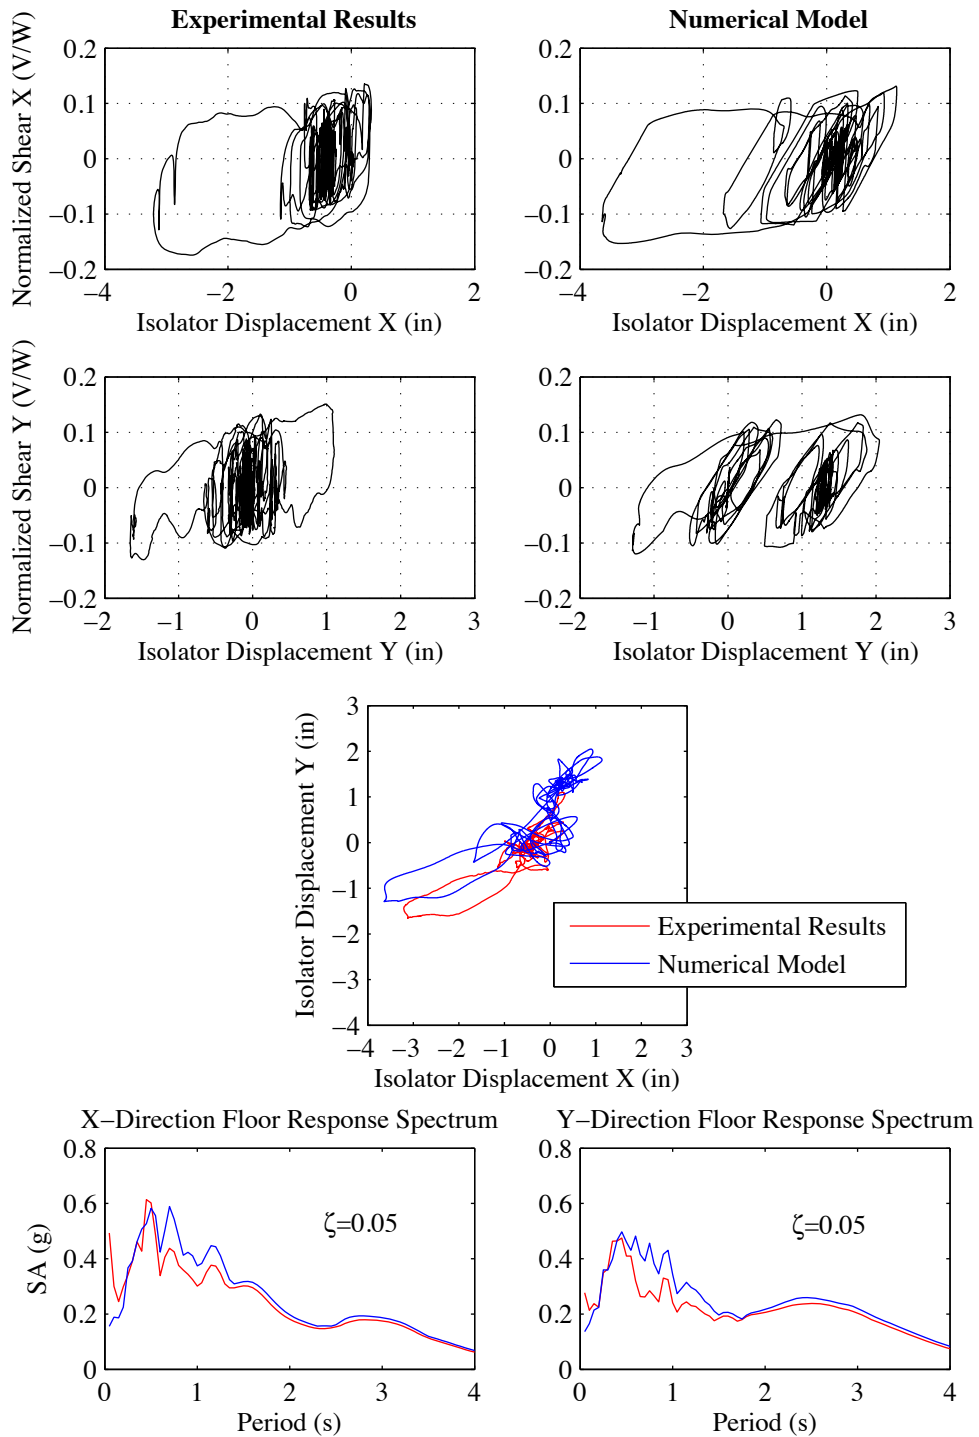 Experimental Results
Numerical Model
Normalized Shear X (V/W)
0.2
0.1
0
−0.1
−0.2
−4 −2 0 2
Isolator Displacement X (in)
0.2
0.1
0
−0.1
−0.2
−4 −2 0 2
Isolator Displacement X (in)
Normalized Shear Y (V/W)
0.2
0.1
0
−0.1
−0.2
−2 −1 0 1 2 3
Isolator Displacement Y (in)
0.2
0.1
0
−0.1
−0.2
−2 −1 0 1 2 3
Isolator Displacement Y (in)
Isolator Displacement Y (in)
3
2
1
0
−1
−2
−3
−4
−4 −3 −2 −1 0 1 2 3
Isolator Displacement X (in)
Experimental Results
Numerical Model
X−Direction Floor Response Spectrum
SA (g)
0.8
0.6
0.4
0.2
0
ζ=0.05
0 1 2 3 4
Period (s)
Y−Direction Floor Response Spectrum
0.8
0.6
0.4
0.2
0
ζ=0.05
0 1 2 3 4
Period (s)